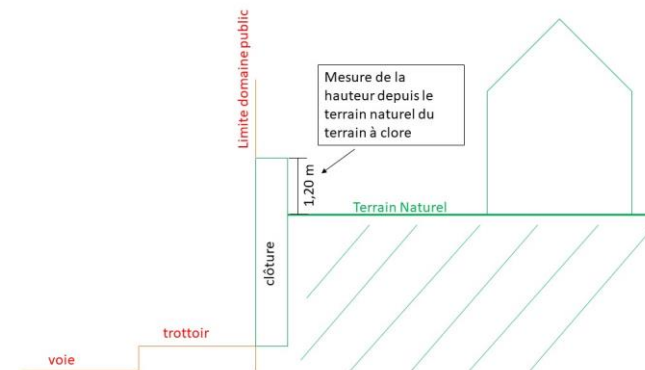 Limite domaine public
Mesure de la
hauteur depuis le
terrain naturel du
terrain à clore
1,20 m
Terrain Naturel
clôture
trottoir
voie